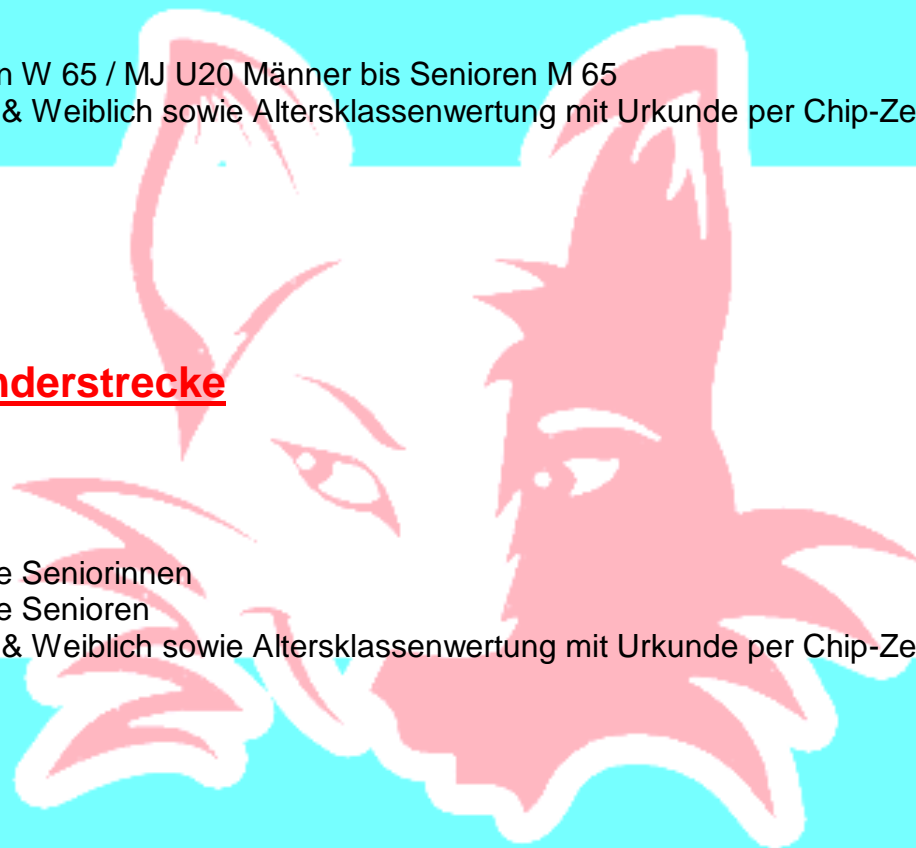 n W 65 / MJ U20 Männer bis Senioren M 65
& Weiblich sowie Altersklassenwertung mit Urkunde per Chip-Ze
nderstrecke
e Seniorinnen
e Senioren
& Weiblich sowie Altersklassenwertung mit Urkunde per Chip-Ze